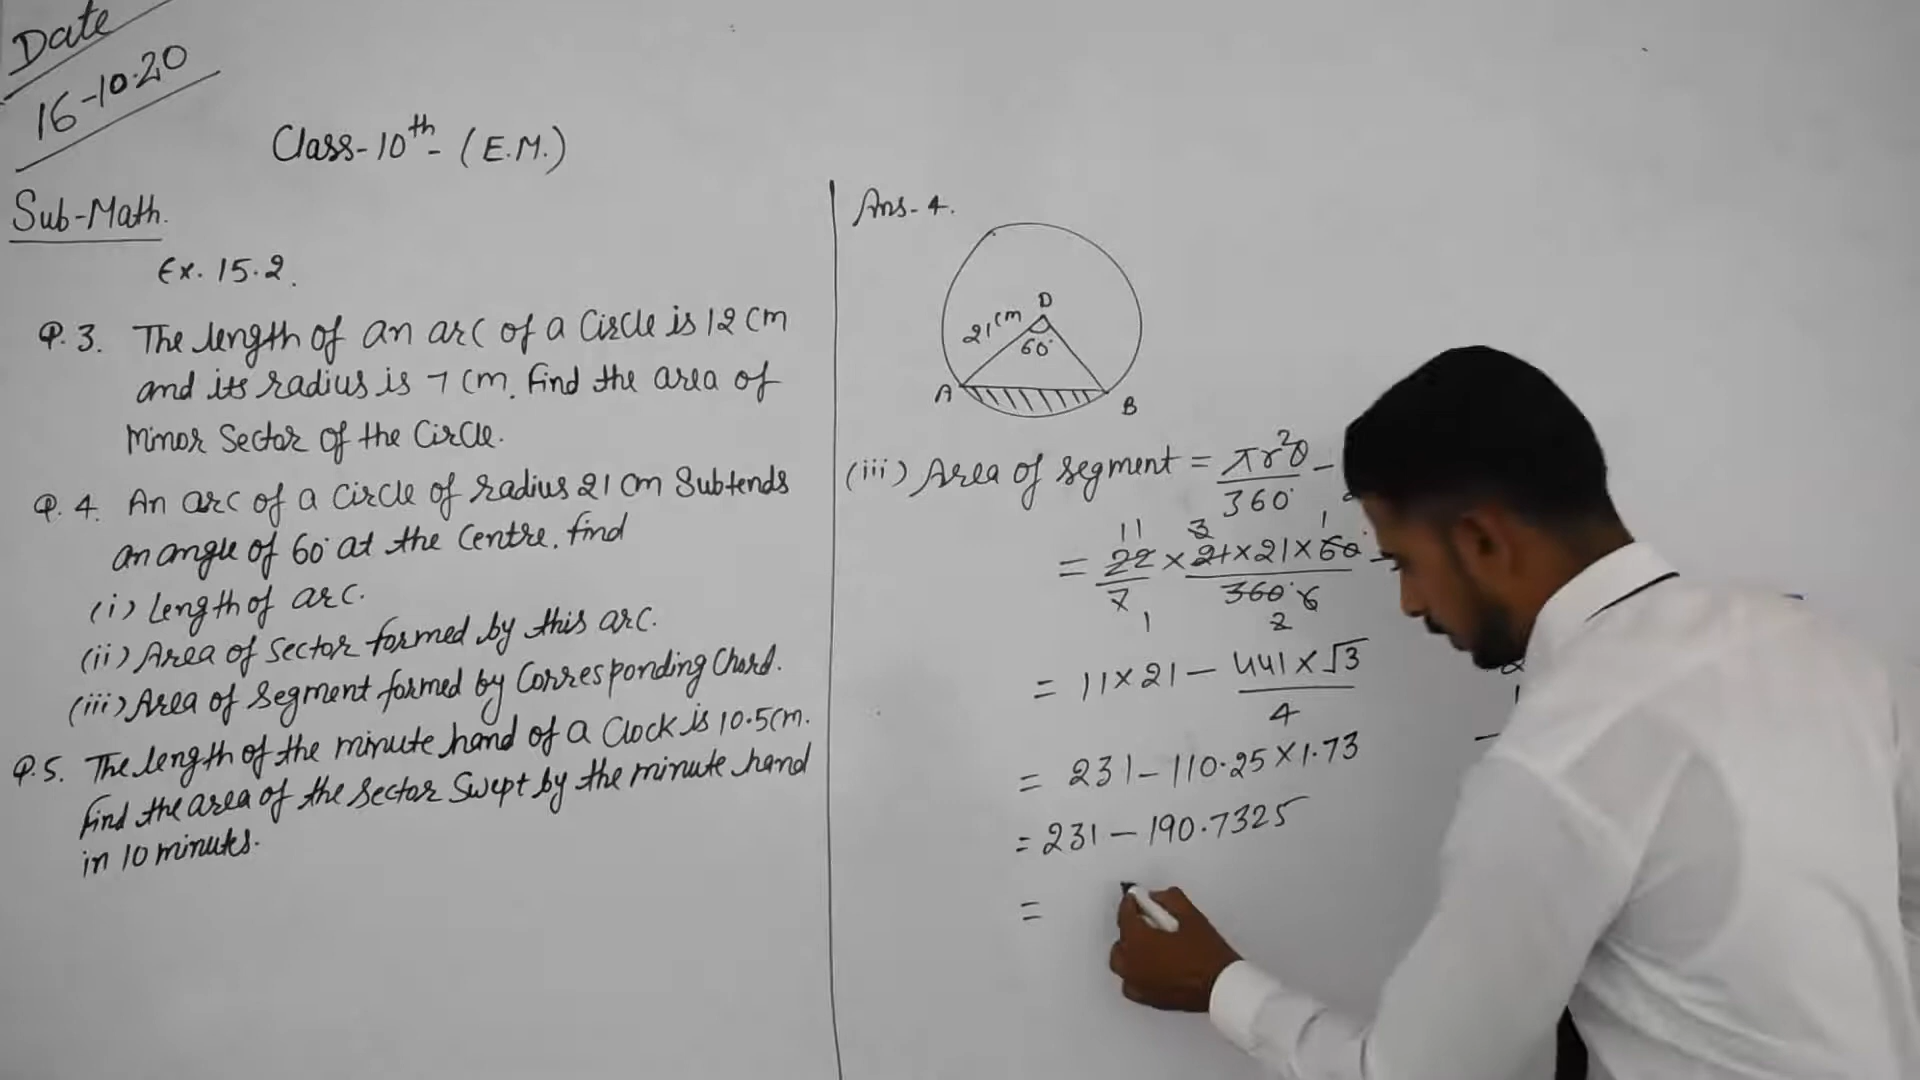 Date
16-10.20
Class-10th- (E.M.)
Sub-Math.
Ex. 15.2.
Q.3. The length of an arc of a Circle is 12 Cm
and its radius is 7 Cm. Find the area of
Minor Sector of the Circle.
Q.4. An arc of a Circle of radius 21 cm Subtends
an angle of 60° at the Centre. find
(i) Length of arc.
(ii) Area of Sector formed by this arc.
(iii) Area of Segment formed by Corresponding Chord.
Q.5. The length of the minute hand of a Clock is 10.5 Cm.
find the area of the Sector Swept by the minute hand
in 10 minutes.
Ans-4.
D
21 cm
60°
A
B
(iii) Area of segment = πr²θ/360° -
= 22/7 × 21×21×60°/360° -
= 11×21 - 441×√3/4
= 231 - 110.25×1.73
= 231 - 190.7325
=